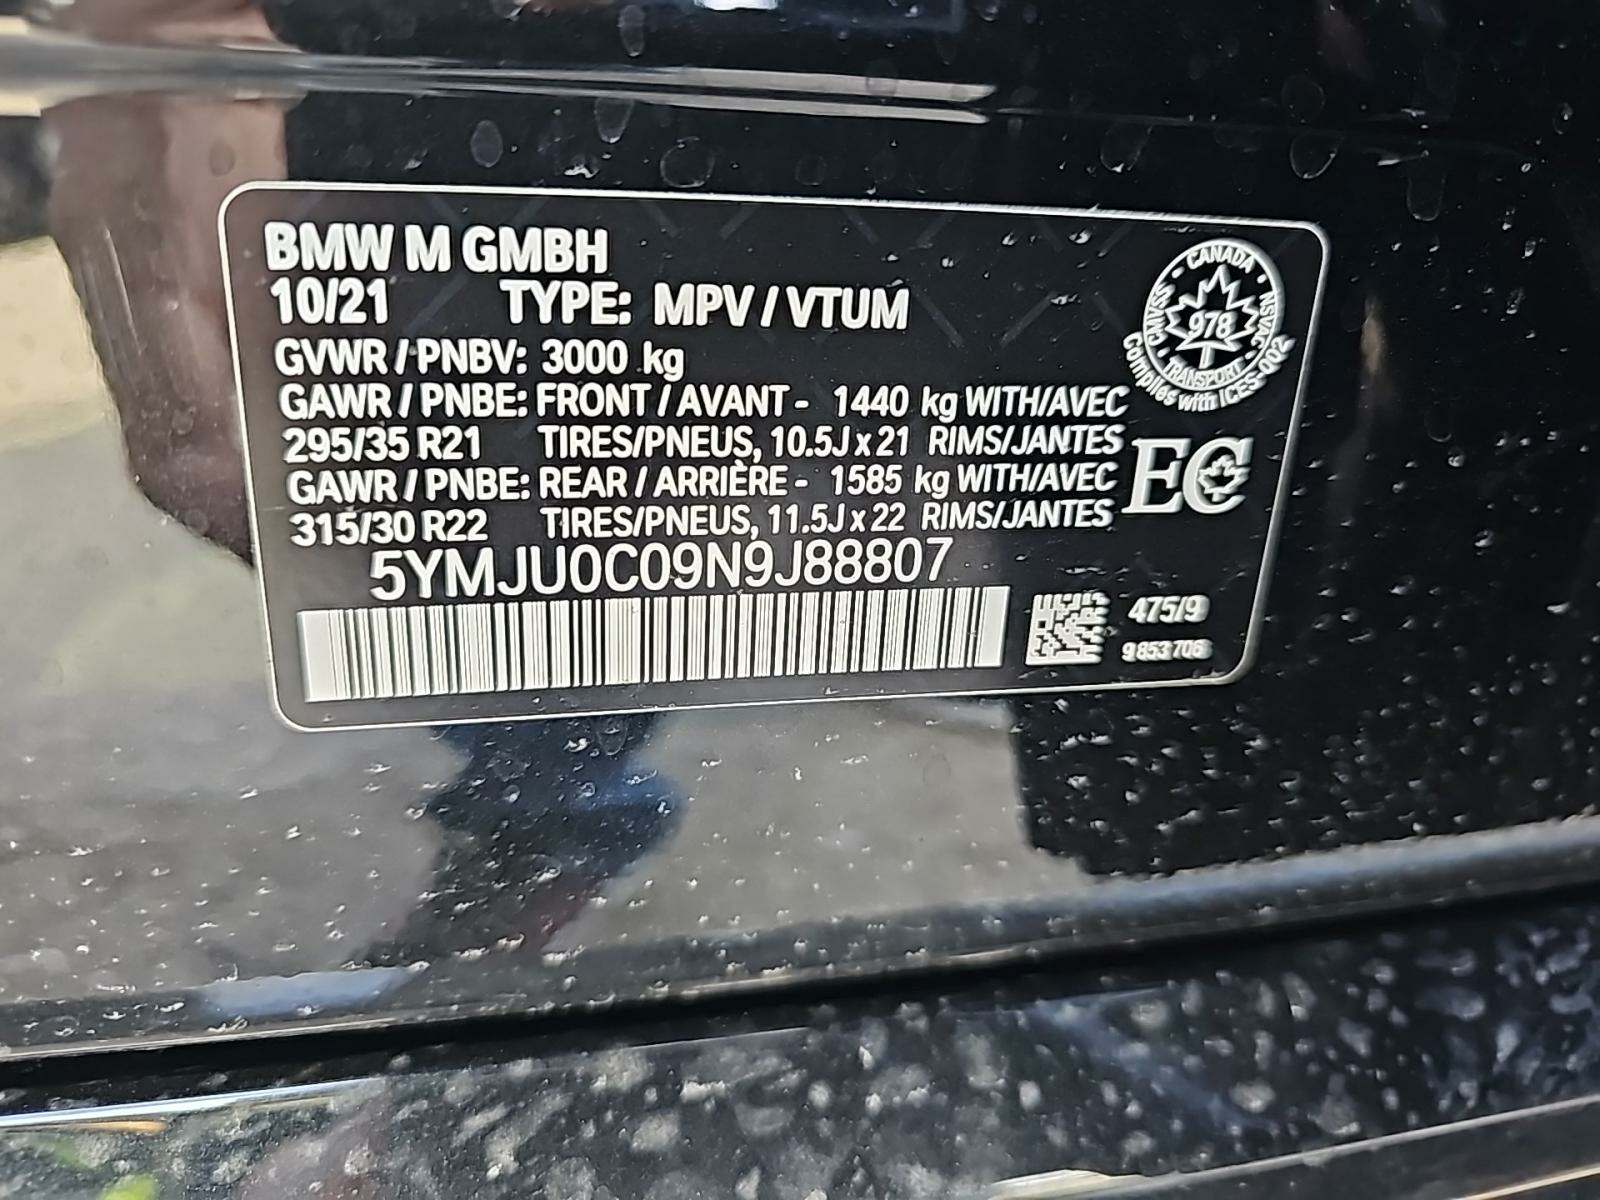 BMW M GMBH
10/21 TYPE: MPV / VTUM
GVWR / PNBV: 3000 kg
GAWR / PNBE: FRONT / AVANT - 1440 kg WITH/AVEC
295/35 R21 TIRES/PNEUS, 10.5J x 21 RIMS/JANTES
GAWR / PNBE: REAR / ARRIÈRE - 1585 kg WITH/AVEC
315/30 R22 TIRES/PNEUS, 11.5J x 22 RIMS/JANTES
5YMJU0C09N9J88807
CANADA
CMVSS NSVAC
978
TRANSPORT
Complies with ICES-002
EC
475/9
9 853 706